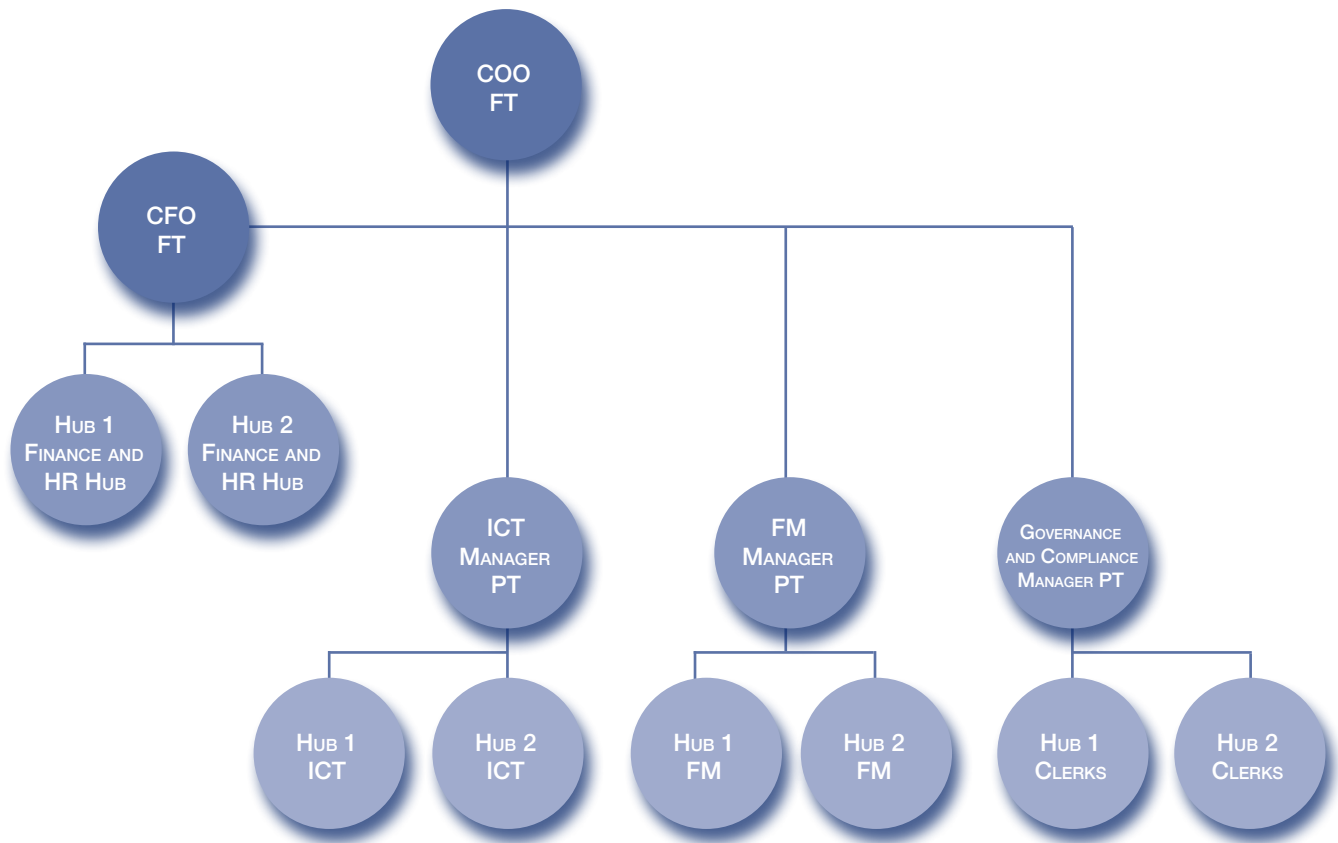 COO
FT
CFO
FT
Hub 1
Finance and
HR Hub
Hub 2
Finance and
HR Hub
ICT
Manager
PT
FM
Manager
PT
Governance
and Compliance
Manager PT
Hub 1
ICT
Hub 2
ICT
Hub 1
FM
Hub 2
FM
Hub 1
Clerks
Hub 2
Clerks